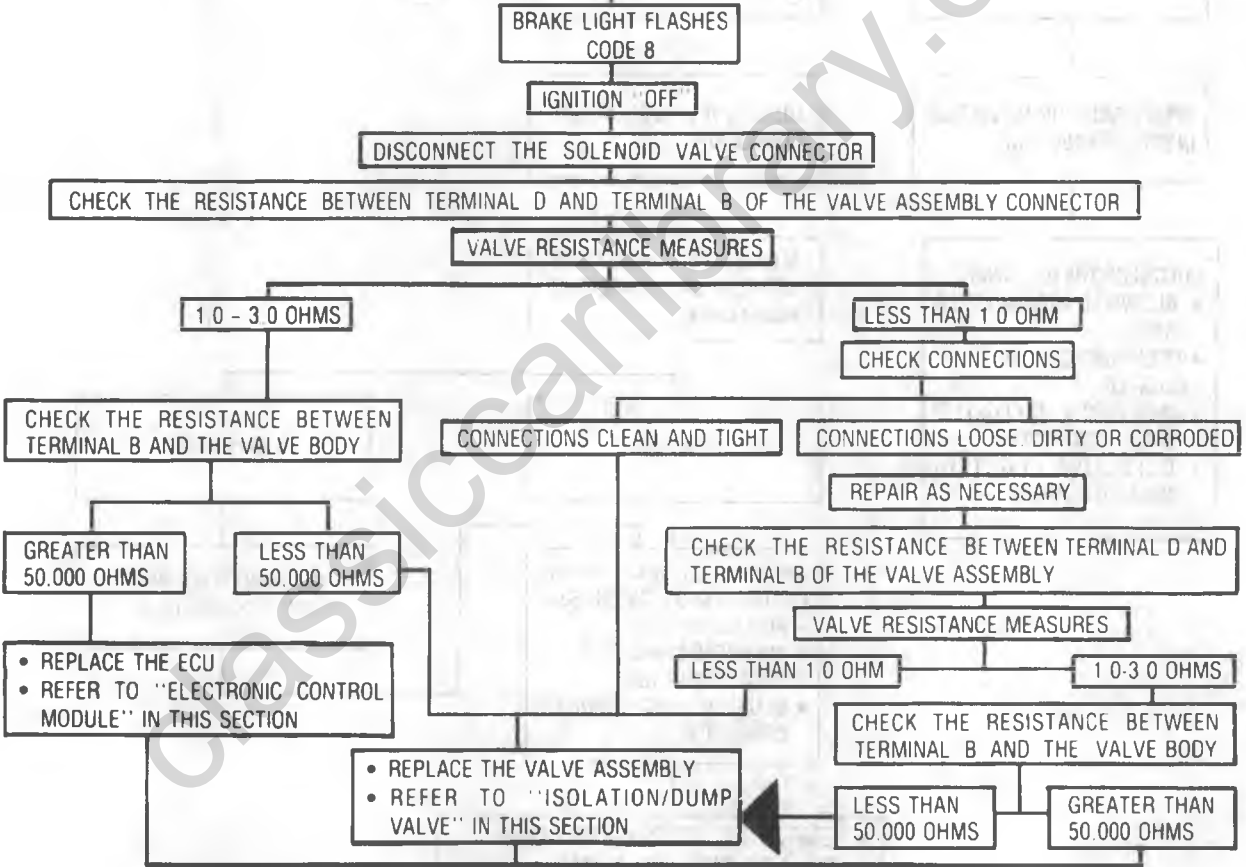 BRAKE LIGHT FLASHES
CODE 8
IGNITION "OFF"
DISCONNECT THE SOLENOID VALVE CONNECTOR
CHECK THE RESISTANCE BETWEEN TERMINAL D AND TERMINAL B OF THE VALVE ASSEMBLY CONNECTOR
VALVE RESISTANCE MEASURES
1 0 - 3 0 OHMS
LESS THAN 1 0 OHM
CHECK CONNECTIONS
CHECK THE RESISTANCE BETWEEN
TERMINAL B AND THE VALVE BODY
CONNECTIONS CLEAN AND TIGHT
CONNECTIONS LOOSE DIRTY OR CORRODED
REPAIR AS NECESSARY
GREATER THAN
50.000 OHMS
LESS THAN
50.000 OHMS
CHECK THE RESISTANCE BETWEEN TERMINAL D AND
TERMINAL B OF THE VALVE ASSEMBLY
VALVE RESISTANCE MEASURES
• REPLACE THE ECU
• REFER TO "ELECTRONIC CONTROL
MODULE" IN THIS SECTION
LESS THAN 1 0 OHM
1 0-3 0 OHMS
CHECK THE RESISTANCE BETWEEN
TERMINAL B AND THE VALVE BODY
• REPLACE THE VALVE ASSEMBLY
• REFER TO "ISOLATION/DUMP
VALVE" IN THIS SECTION
LESS THAN
50.000 OHMS
GREATER THAN
50.000 OHMS
classiccarlibrary.c